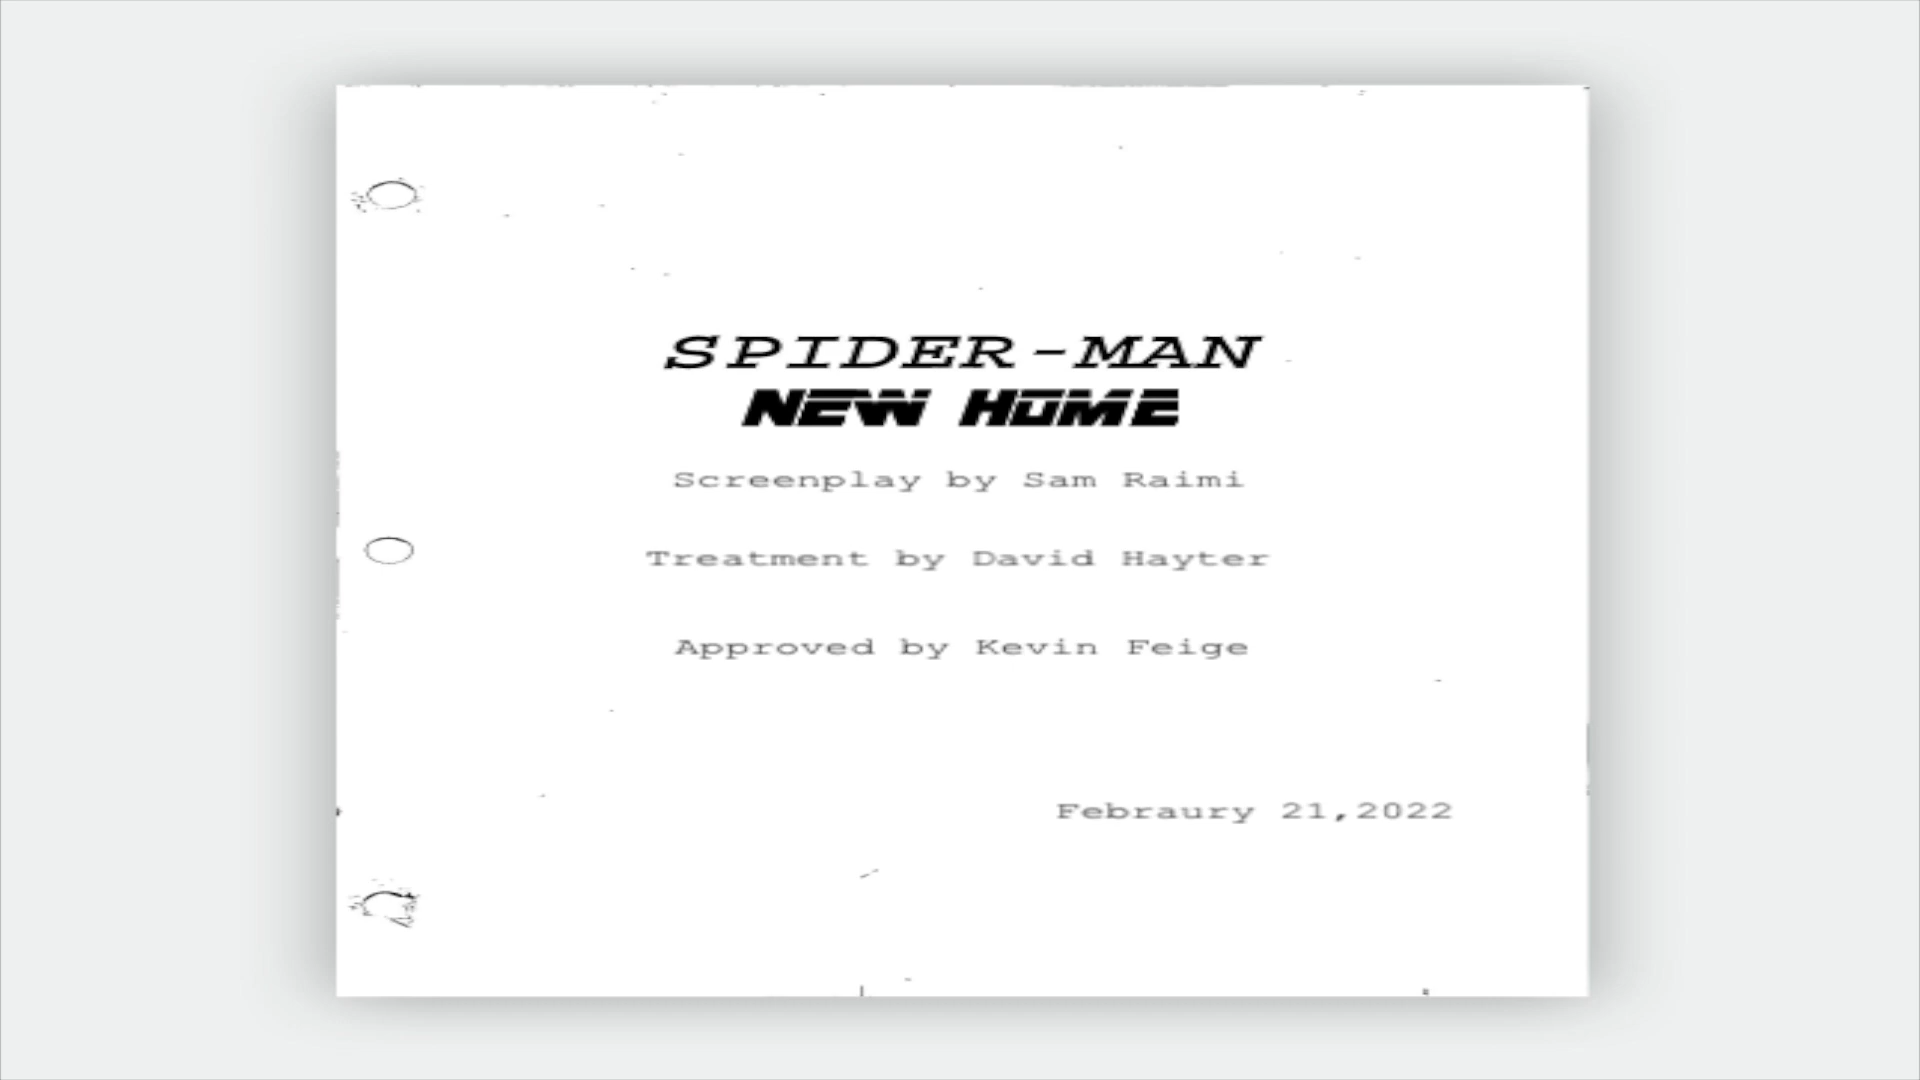 SPIDER-MAN
NEW HOME
Screenplay by Sam Raimi
Treatment by David Hayter
Approved by Kevin Feige
Febraury 21,2022